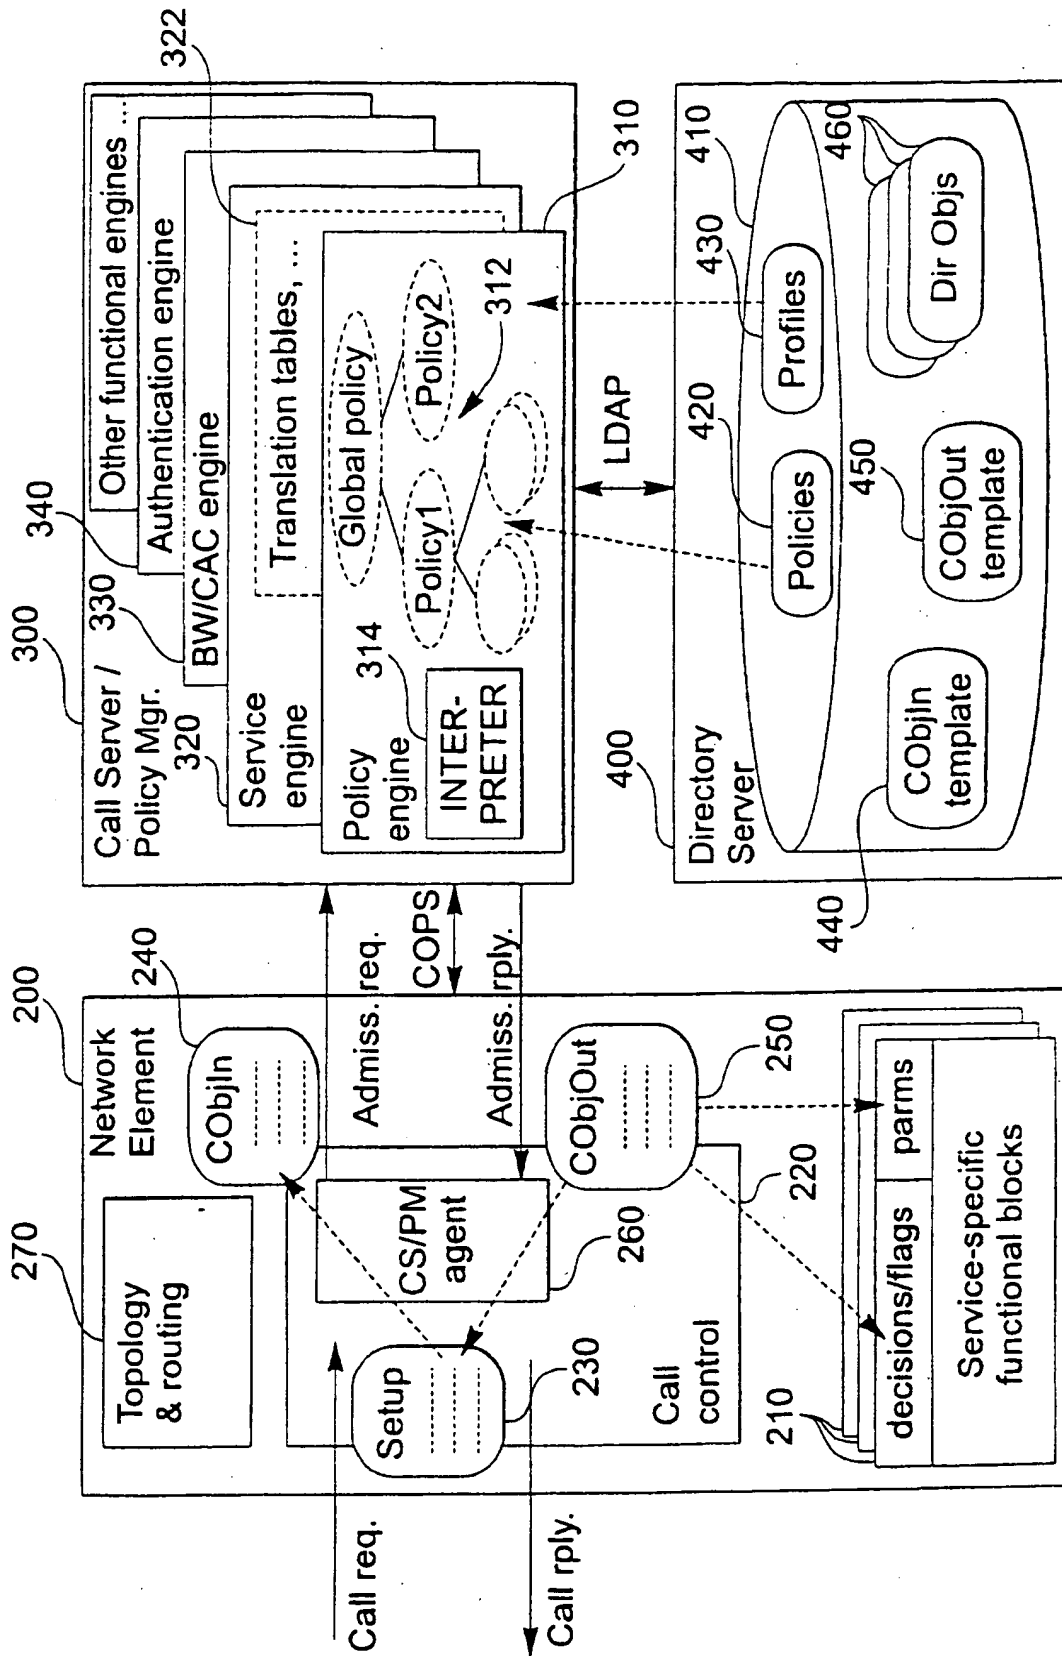 200
Network
Element
270
Topology
& routing
240
CObjIn
CS/PM
agent
260
Setup
230
Call
control
220
CObjOut
250
210
decisions/flags
parms
Service-specific
functional blocks
Call req.
Call rply.
Admiss. req.
COPS
Admiss. rply.
300
Call Server /
Policy Mgr.
340
Other functional engines ...
Authentication engine
330
BW/CAC engine
320
Service
engine
322
Translation tables, ...
310
Policy
engine
314
INTER-
PRETER
Global policy
Policy1
Policy2
312
LDAP
400
Directory
Server
410
420
Policies
430
Profiles
440
CObjIn
template
450
CObjOut
template
460
Dir Objs